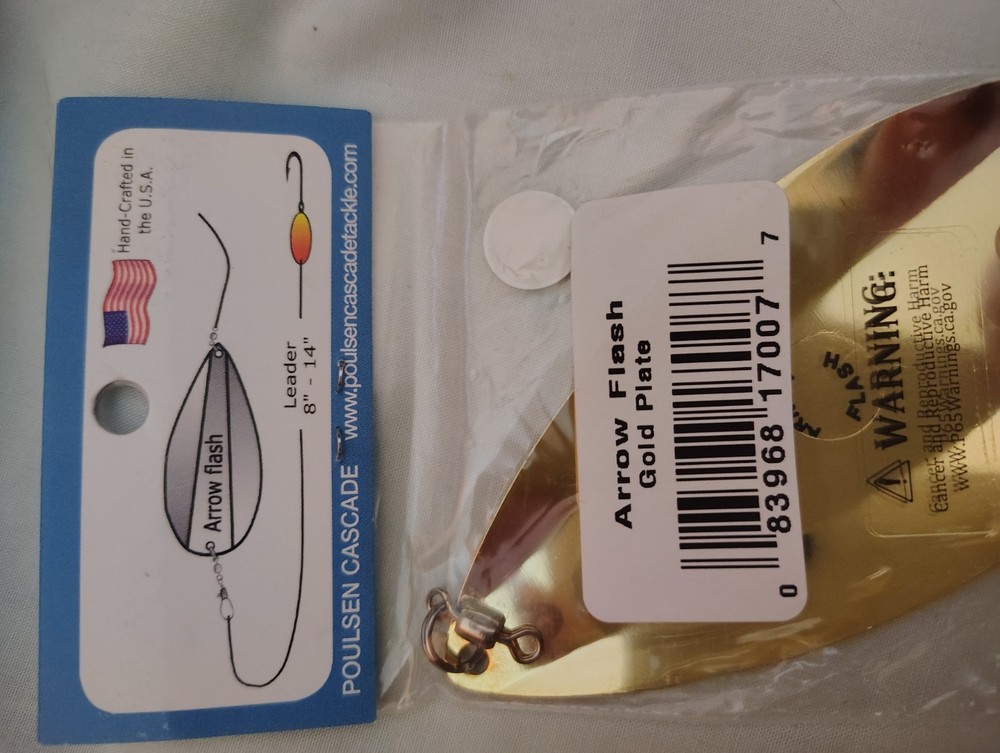 Hand-Crafted in
the U.S.A.
Arrow flash
Leader
8" - 14"
POULSEN CASCADE www.poulsencascadetackle.com
Arrow Flash
Gold Plate
0 83968 17007 7
FLASH
WARNING:
Cancer and Reproductive Harm
www.P65Warnings.ca.gov